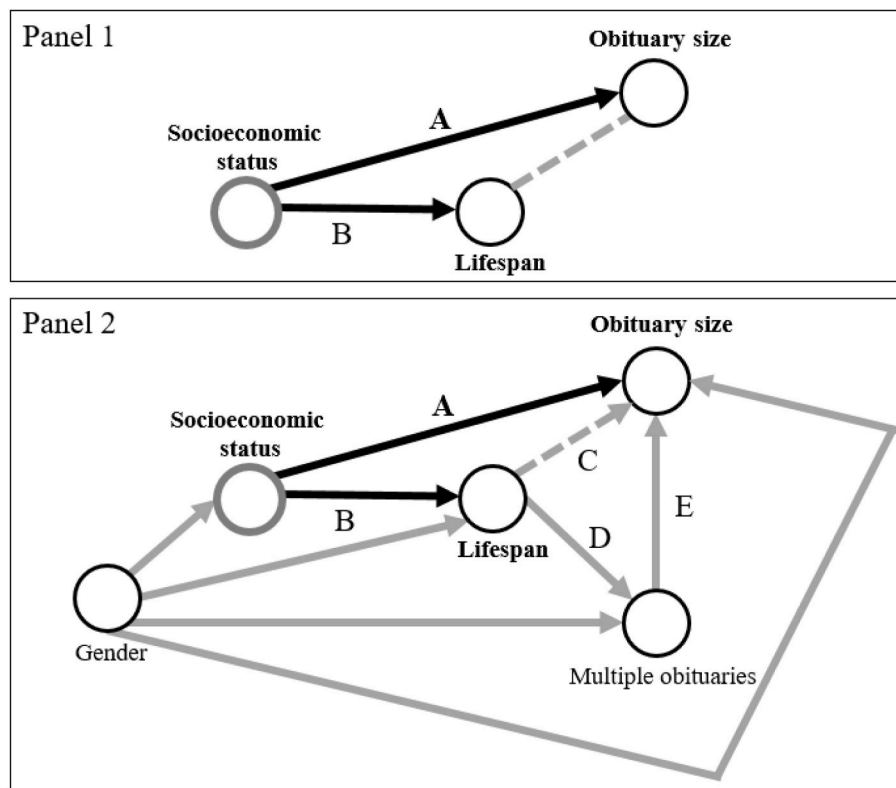 Panel 1
Obituary size
A
Socioeconomic
status
B
Lifespan
Panel 2
Obituary size
A
Socioeconomic
status
C
B
E
Lifespan
D
Gender
Multiple obituaries